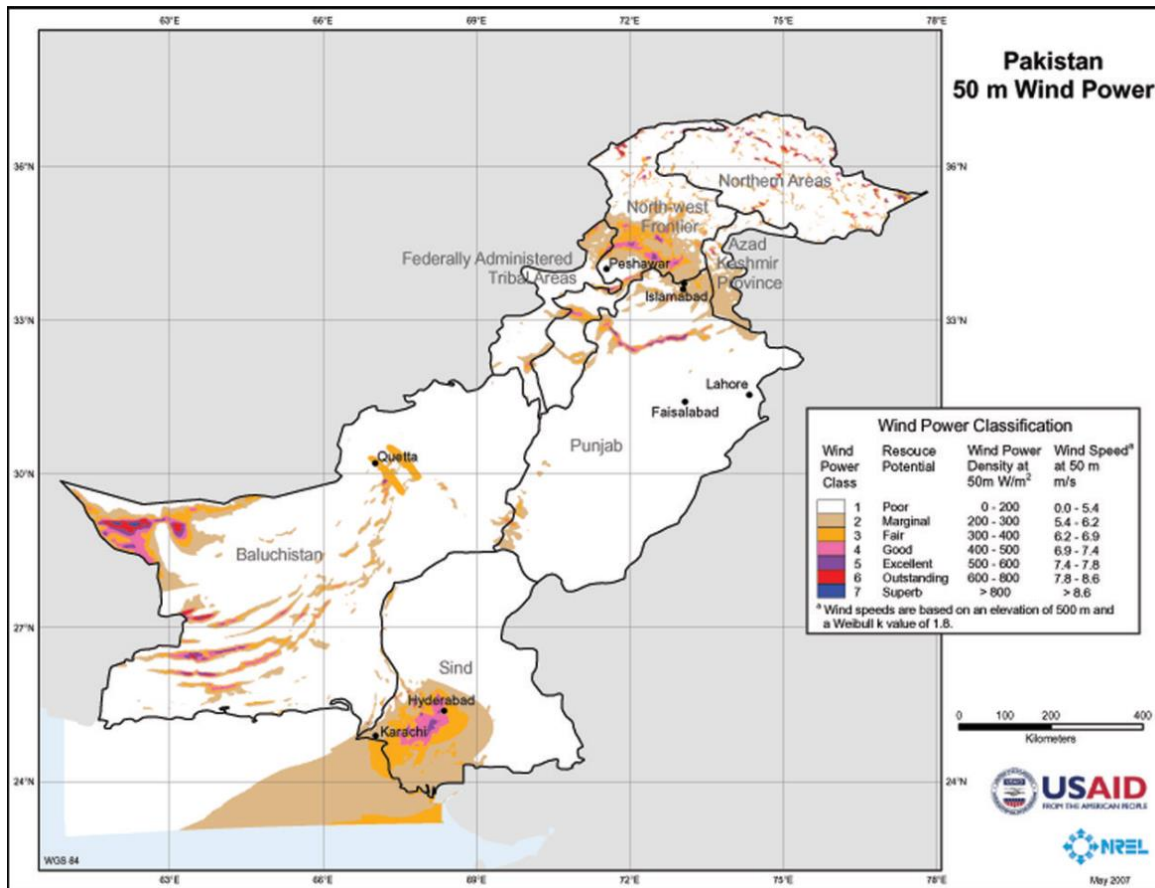 63°E 66°E 69°E 72°E 75°E 78°E
Pakistan
50 m Wind Power
36°N 36°N
Northern Areas
North-west
Frontier
Azad
Kashmir
Province
Federally Administered
Tribal Areas
Peshawar
Islamabad
33°N 33°N
Lahore
Faisalabad
Punjab
Quetta
30°N
Baluchistan
Wind Power Classification
Wind Power Class Resouce Potential Wind Power Density at 50m W/m² Wind Speedᵃ at 50 m m/s
1 Poor 0 - 200 0.0 - 5.4
2 Marginal 200 - 300 5.4 - 6.2
3 Fair 300 - 400 6.2 - 6.9
4 Good 400 - 500 6.9 - 7.4
5 Excellent 500 - 600 7.4 - 7.8
6 Outstanding 600 - 800 7.8 - 8.6
7 Superb > 800 > 8.6
ᵃ Wind speeds are based on an elevation of 500 m and
a Weibull k value of 1.8.
27°N
Sind
Hyderabad
Karachi
0 100 200 400
Kilometers
24°N 24°N
USAID
FROM THE AMERICAN PEOPLE
NREL
WGS 84
63°E 66°E 69°E 72°E 75°E 78°E
May 2007